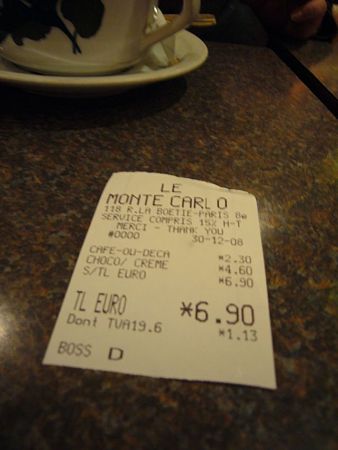 LE
MONTE CARLO
118 R.LA BOETIE-PARIS 8e
SERVICE COMPRIS 15% H-T
MERCI - THANK YOU
#0000 30-12-08
CAFE-OU-DECA *2.30
CHOCO/ CREME *4.60
S/TL EURO *6.90
TL EURO *6.90
Dont TVA19.6 *1.13
BOSS D